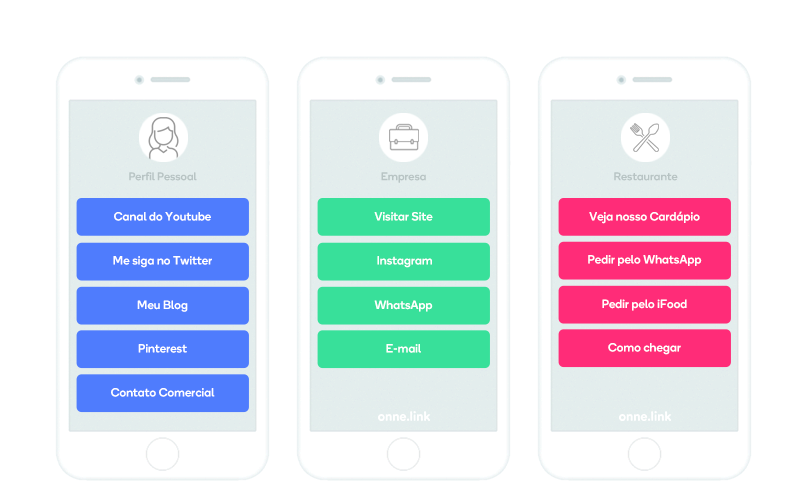 Perfil Pessoal
Canal do Youtube
Me siga no Twitter
Meu Blog
Pinterest
Contato Comercial
Empresa
Visitar Site
Instagram
WhatsApp
E-mail
onne.link
Restaurante
Veja nosso Cardápio
Pedir pelo WhatsApp
Pedir pelo iFood
Como chegar
onne.link